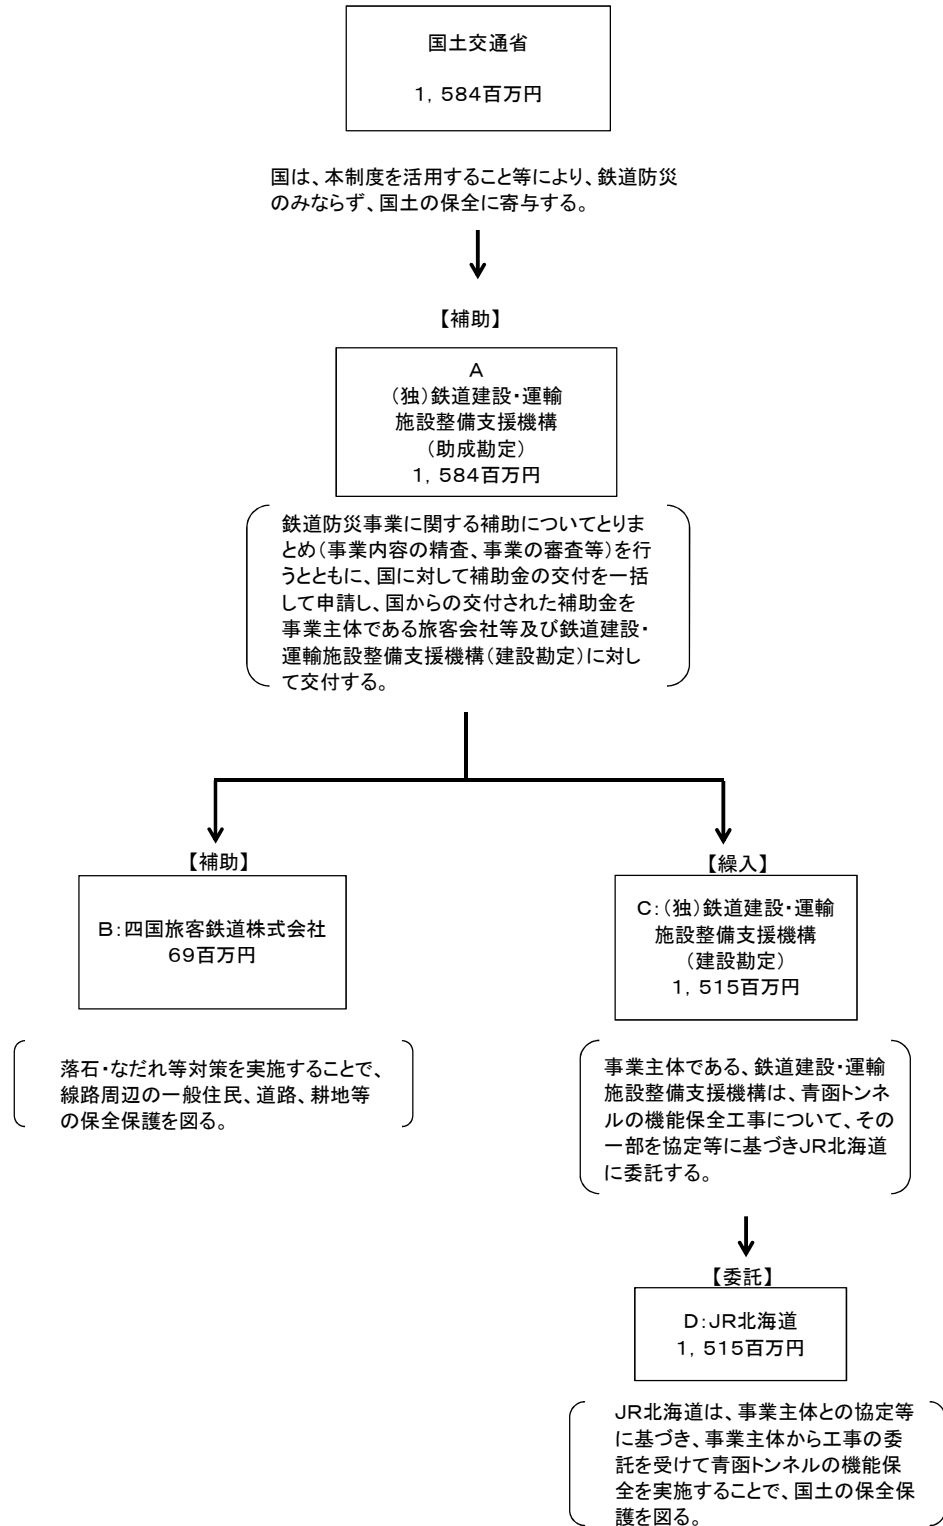 国土交通省
1,584百万円
国は、本制度を活用すること等により、鉄道防災
のみならず、国土の保全に寄与する。
【補助】
A
(独)鉄道建設・運輸
施設整備支援機構
(助成勘定)
1,584百万円
鉄道防災事業に関する補助についてとりま
とめ(事業内容の精査、事業の審査等)を行
うとともに、国に対して補助金の交付を一括
して申請し、国からの交付された補助金を
事業主体である旅客会社等及び鉄道建設・
運輸施設整備支援機構(建設勘定)に対し
て交付する。
【補助】
B:四国旅客鉄道株式会社
69百万円
落石・なだれ等対策を実施することで、
線路周辺の一般住民、道路、耕地等
の保全保護を図る。
【繰入】
C:(独)鉄道建設・運輸
施設整備支援機構
(建設勘定)
1,515百万円
事業主体である、鉄道建設・運輸
施設整備支援機構は、青函トンネ
ルの機能保全工事について、その
一部を協定等に基づきJR北海道
に委託する。
【委託】
D:JR北海道
1,515百万円
JR北海道は、事業主体との協定等
に基づき、事業主体から工事の委
託を受けて青函トンネルの機能保
全を実施することで、国土の保全保
護を図る。